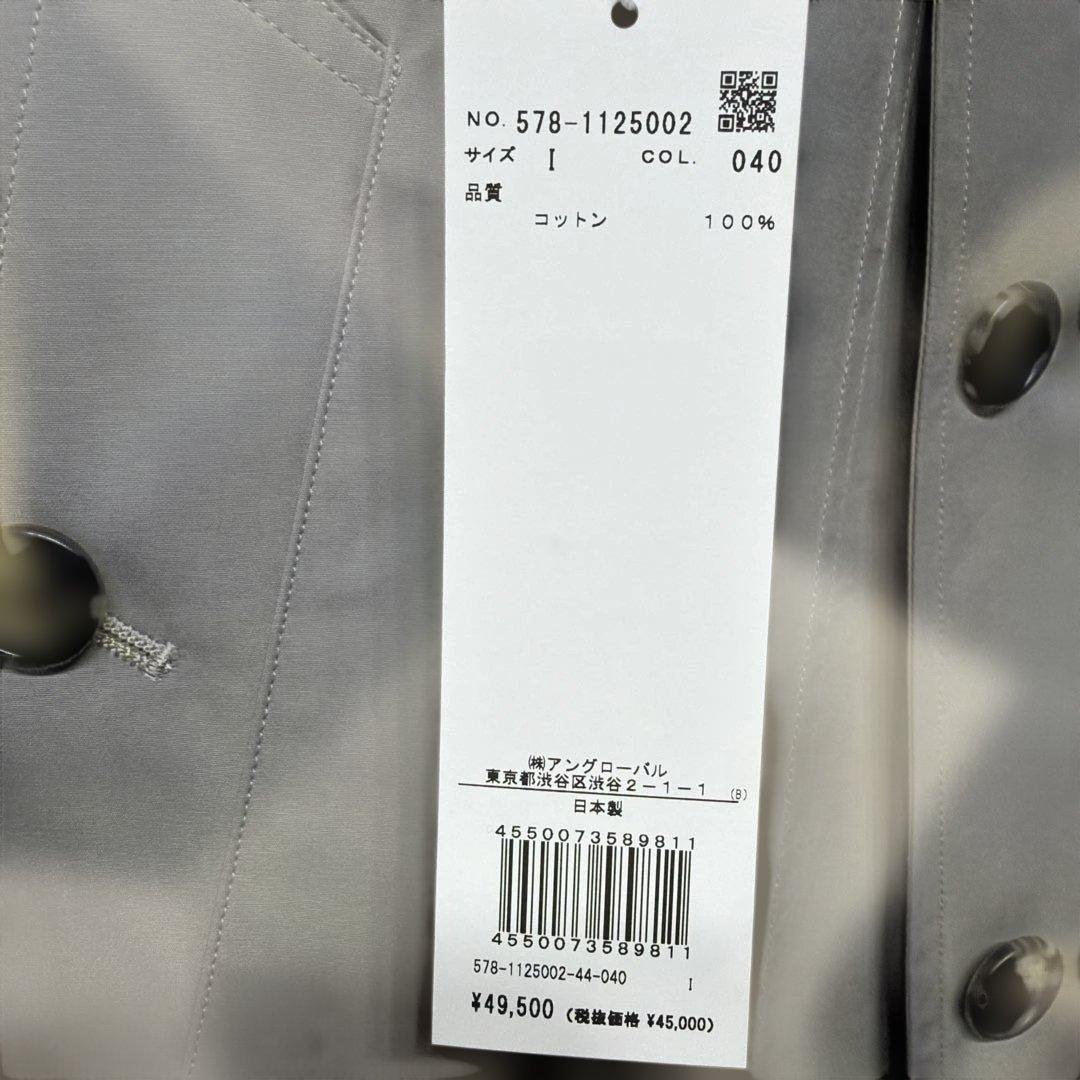 NO. 578-1125002
サイズ I COL. 040
品質
コットン 100%
㈱アングローバル
東京都渋谷区渋谷2-1-1 (B)
日本製
4550073589811
4550073589811
578-1125002-44-040 I
¥49,500 (税抜価格 ¥45,000)